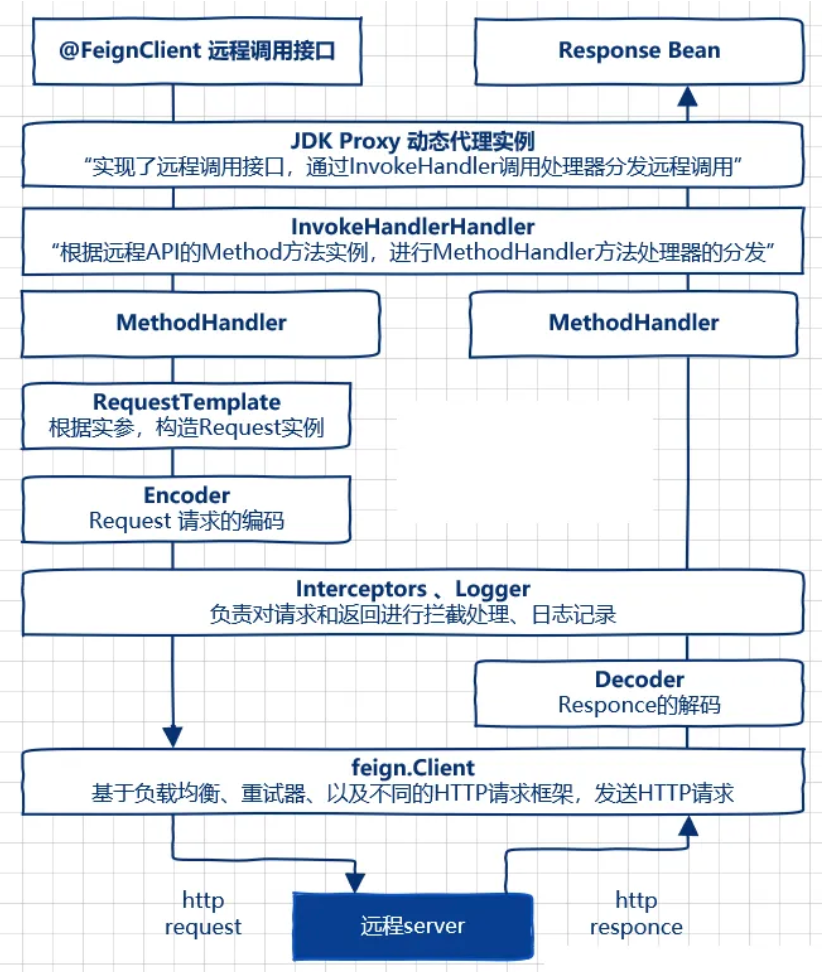 @FeignClient 远程调用接口
Response Bean
JDK Proxy 动态代理实例
“实现了远程调用接口，通过InvokeHandler调用处理器分发远程调用”
InvokeHandlerHandler
“根据远程API的Method方法实例，进行MethodHandler方法处理器的分发”
MethodHandler
MethodHandler
RequestTemplate
根据实参，构造Request实例
Encoder
Request 请求的编码
Interceptors 、Logger
负责对请求和返回进行拦截处理、日志记录
Decoder
Responce的解码
feign.Client
基于负载均衡、重试器、以及不同的HTTP请求框架，发送HTTP请求
http
request
远程server
http
responce